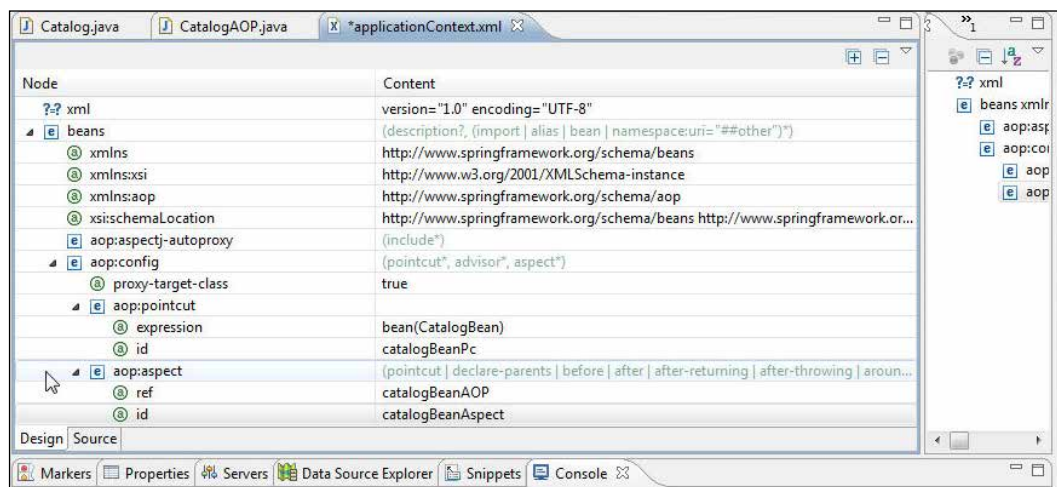 Catalog.java CatalogAOP.java *applicationContext.xml
Node Content
?=? xml version="1.0" encoding="UTF-8"
e beans (description?, (import | alias | bean | namespace:uri="##other")*)
a xmlns http://www.springframework.org/schema/beans
a xmlns:xsi http://www.w3.org/2001/XMLSchema-instance
a xmlns:aop http://www.springframework.org/schema/aop
a xsi:schemaLocation http://www.springframework.org/schema/beans http://www.springframework.or...
e aop:aspectj-autoproxy (include*)
e aop:config (pointcut*, advisor*, aspect*)
a proxy-target-class true
e aop:pointcut
a expression bean(CatalogBean)
a id catalogBeanPc
e aop:aspect (pointcut | declare-parents | before | after | after-returning | after-throwing | aroun...
a ref catalogBeanAOP
a id catalogBeanAspect
Design Source
»1
?=? xml
e beans xmlr
e aop:asp
e aop:co
e aop
e aop
Markers Properties Servers Data Source Explorer Snippets Console